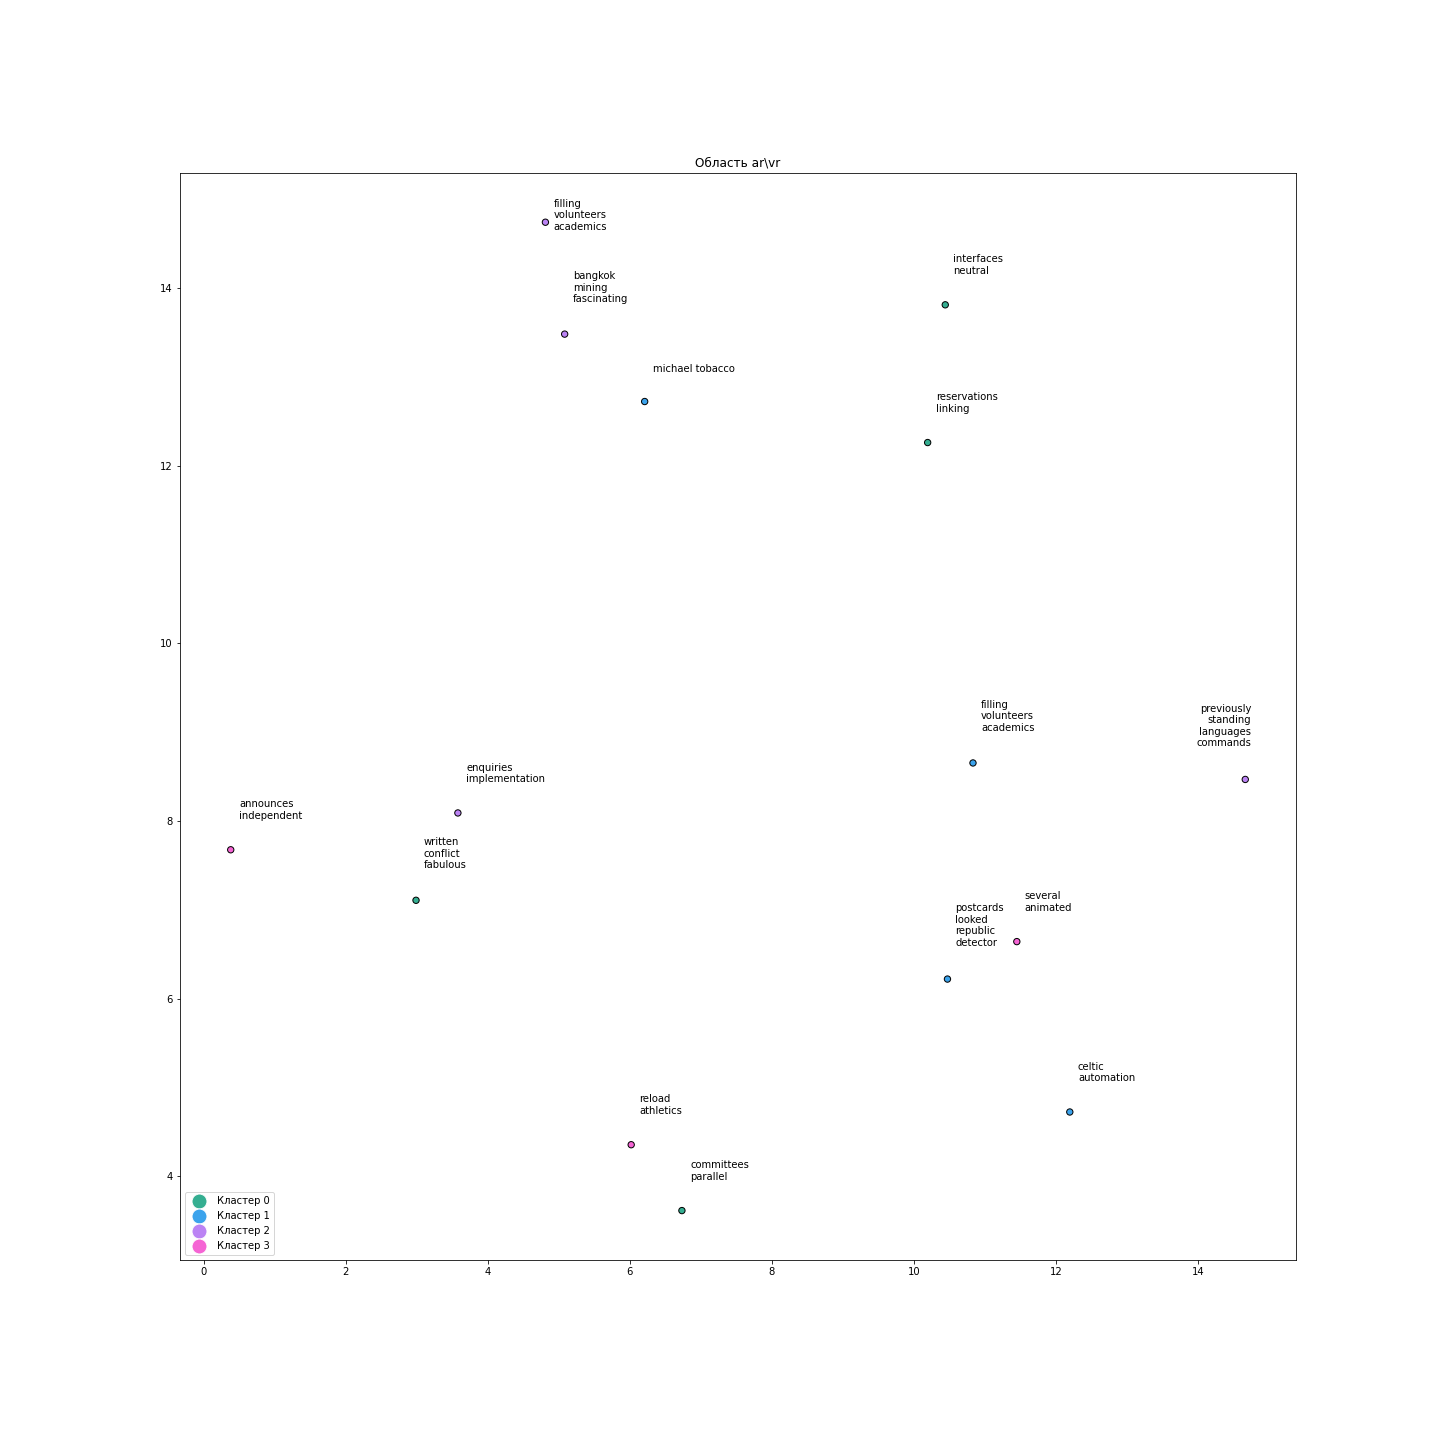 Область ar\vr
filling
volunteers
academics
bangkok
mining
fascinating
interfaces
neutral
michael tobacco
reservations
linking
filling
volunteers
academics
previously
standing
languages
commands
enquiries
implementation
announces
independent
written
conflict
fabulous
several
animated
postcards
looked
republic
detector
celtic
automation
reload
athletics
committees
parallel
14
12
10
8
6
4
Кластер 0
Кластер 1
Кластер 2
Кластер 3
0 2 4 6 8 10 12 14